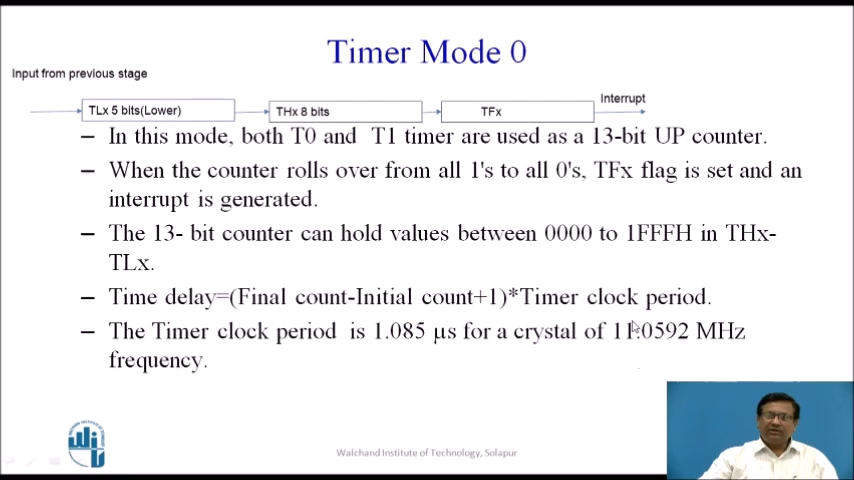 Timer Mode 0
Input from previous stage
Interrupt
TLx 5 bits(Lower)
THx 8 bits
TFx
– In this mode, both T0 and T1 timer are used as a 13-bit UP counter.
– When the counter rolls over from all 1's to all 0's, TFx flag is set and an
interrupt is generated.
– The 13- bit counter can hold values between 0000 to 1FFFH in THx-
TLx.
– Time delay=(Final count-Initial count+1)*Timer clock period.
– The Timer clock period is 1.085 µs for a crystal of 11.0592 MHz
frequency.
Walchand Institute of Technology, Solapur